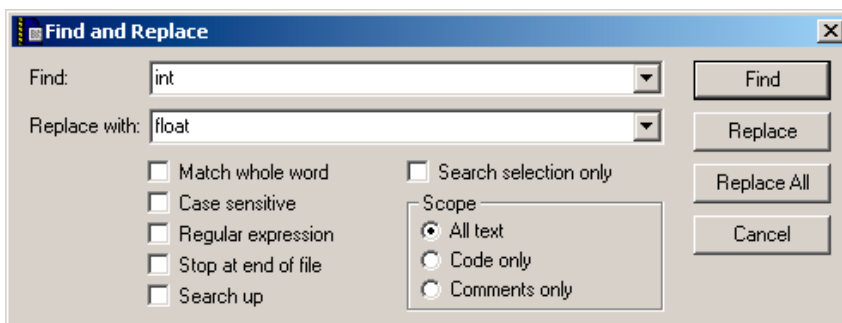 Find and Replace
Find: int Find
Replace with: float Replace
Match whole word Search selection only Replace All
Case sensitive Scope
Regular expression All text Cancel
Stop at end of file Code only
Search up Comments only